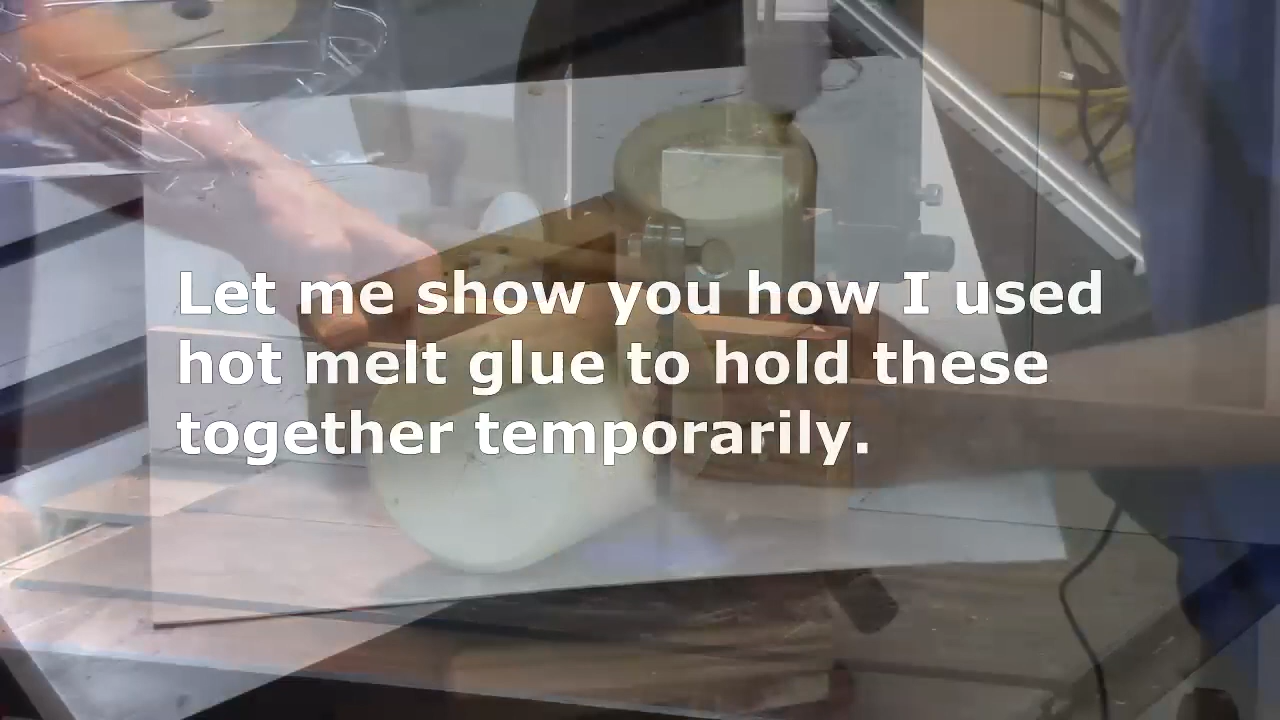 Let me show you how I used
hot melt glue to hold these
together temporarily.